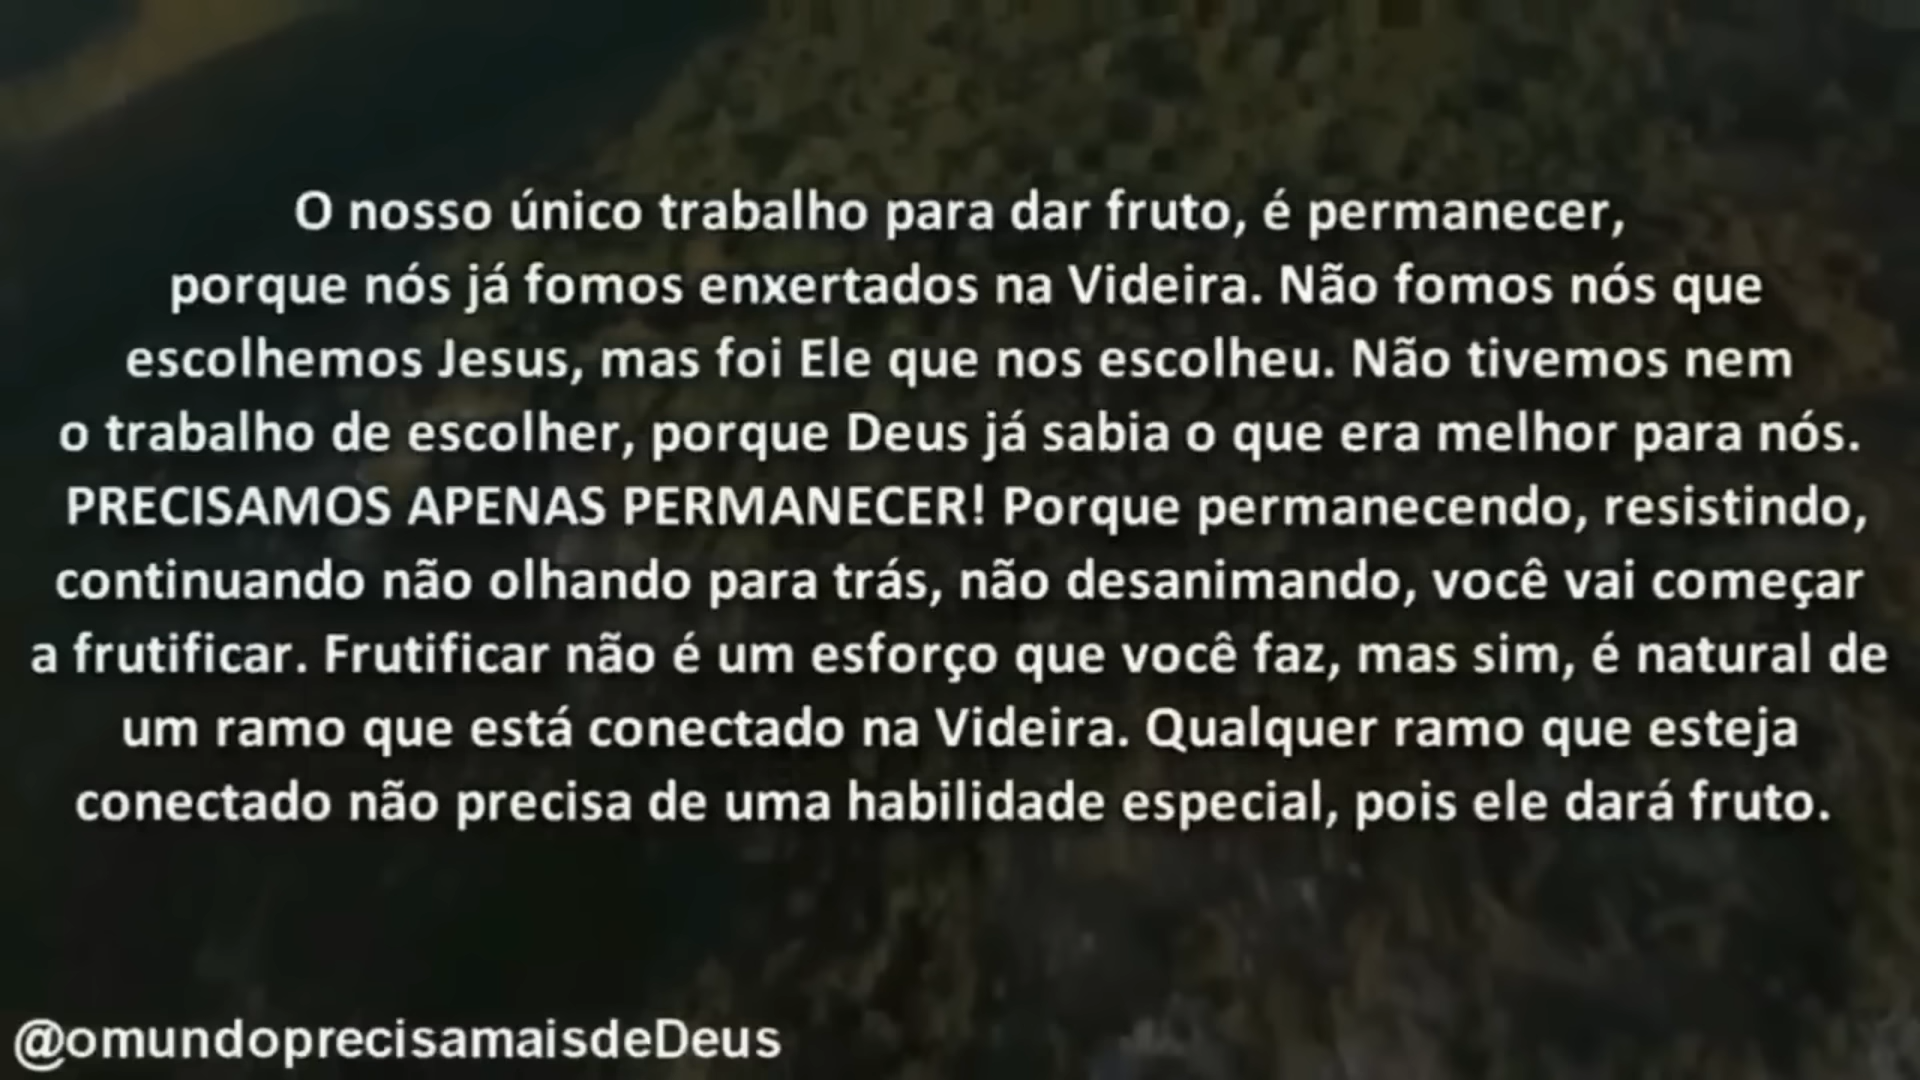 O nosso único trabalho para dar fruto, é permanecer,
porque nós já fomos enxertados na Videira. Não fomos nós que
escolhemos Jesus, mas foi Ele que nos escolheu. Não tivemos nem
o trabalho de escolher, porque Deus já sabia o que era melhor para nós.
PRECISAMOS APENAS PERMANECER! Porque permanecendo, resistindo,
continuando não olhando para trás, não desanimando, você vai começar
a frutificar. Frutificar não é um esforço que você faz, mas sim, é natural de
um ramo que está conectado na Videira. Qualquer ramo que esteja
conectado não precisa de uma habilidade especial, pois ele dará fruto.
@omundoprecisamaisdeDeus